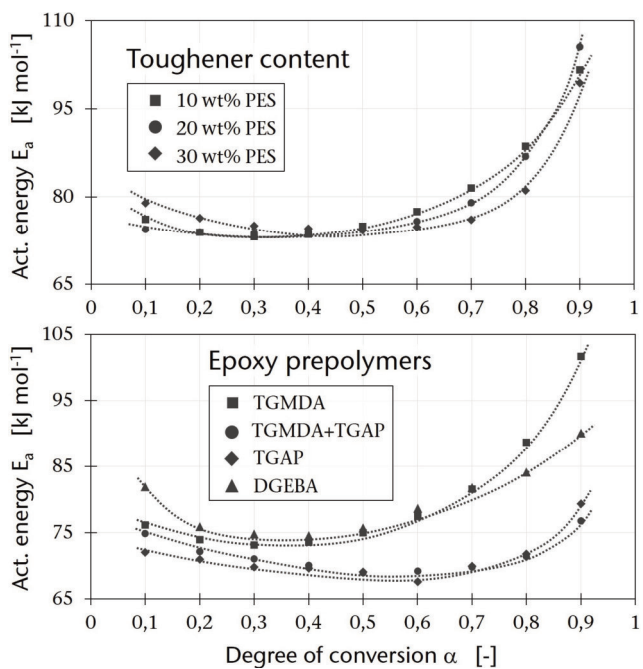 110
95
80
65
Act. energy Eₐ [kJ mol⁻¹]
Toughener content
10 wt% PES
20 wt% PES
30 wt% PES
0 0,1 0,2 0,3 0,4 0,5 0,6 0,7 0,8 0,9 1
105
95
85
75
65
Act. energy Eₐ [kJ mol⁻¹]
Epoxy prepolymers
TGMDA
TGMDA+TGAP
TGAP
DGEBA
0 0,1 0,2 0,3 0,4 0,5 0,6 0,7 0,8 0,9 1
Degree of conversion α [-]